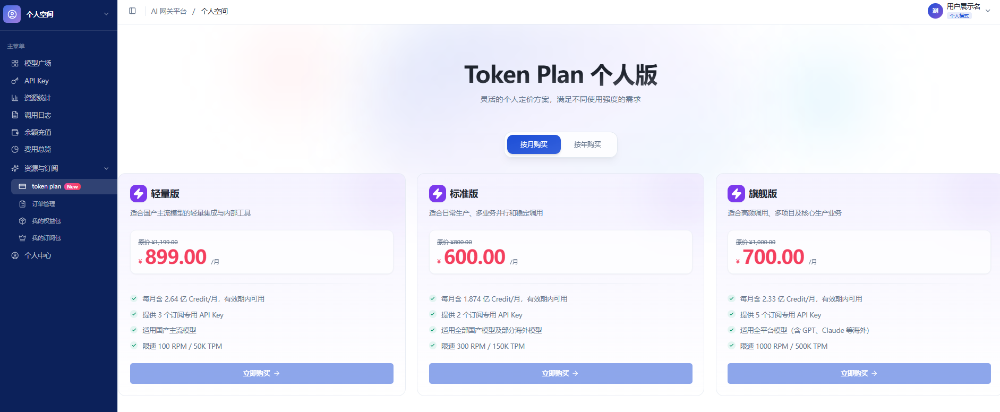 个人空间
主菜单
模型广场
API Key
资源统计
调用日志
余额充值
费用总览
资源与订阅
token plan New
订单管理
我的权益包
我的订阅包
个人中心
AI 网关平台 / 个人空间
测
用户展示名
个人模式
Token Plan 个人版
灵活的个人定价方案，满足不同使用强度的需求
按月购买
按年购买
轻量版
适合国产主流模型的轻量集成与内部工具
原价 ¥1,199.00
¥ 899.00 /月
每月含 2.64 亿 Credit/月，有效期内可用
提供 3 个订阅专用 API Key
适用国产主流模型
限速 100 RPM / 50K TPM
立即购买 →
标准版
适合日常生产、多业务并行和稳定调用
原价 ¥800.00
¥ 600.00 /月
每月含 1.874 亿 Credit/月，有效期内可用
提供 2 个订阅专用 API Key
适用全部国产模型及部分海外模型
限速 300 RPM / 150K TPM
立即购买 →
旗舰版
适合高频调用、多项目及核心生产业务
原价 ¥1,000.00
¥ 700.00 /月
每月含 2.33 亿 Credit/月，有效期内可用
提供 5 个订阅专用 API Key
适用全平台模型（含 GPT、Claude 等海外）
限速 1000 RPM / 500K TPM
立即购买 →